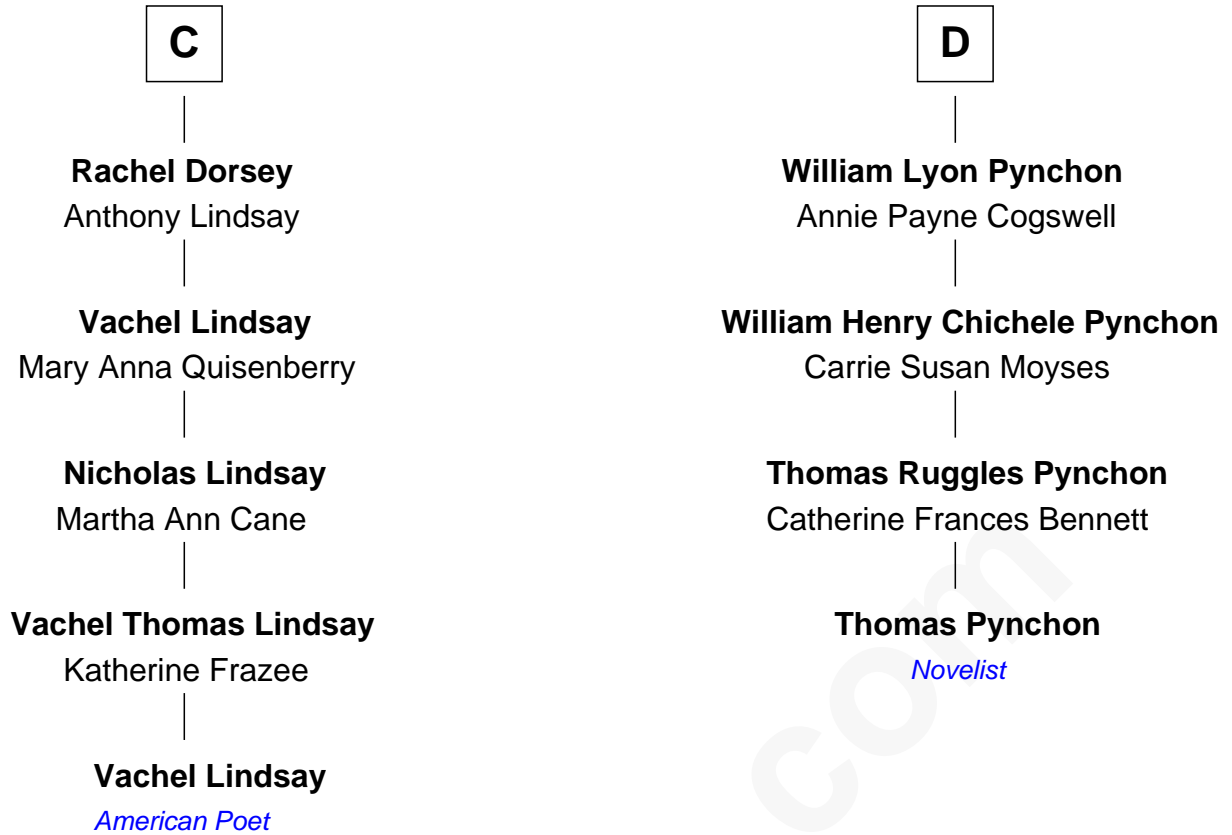 C
Rachel Dorsey
Anthony Lindsay
Vachel Lindsay
Mary Anna Quisenberry
Nicholas Lindsay
Martha Ann Cane
Vachel Thomas Lindsay
Katherine Frazee
Vachel Lindsay
American Poet
D
William Lyon Pynchon
Annie Payne Cogswell
William Henry Chichele Pynchon
Carrie Susan Moyses
Thomas Ruggles Pynchon
Catherine Frances Bennett
Thomas Pynchon
Novelist
com